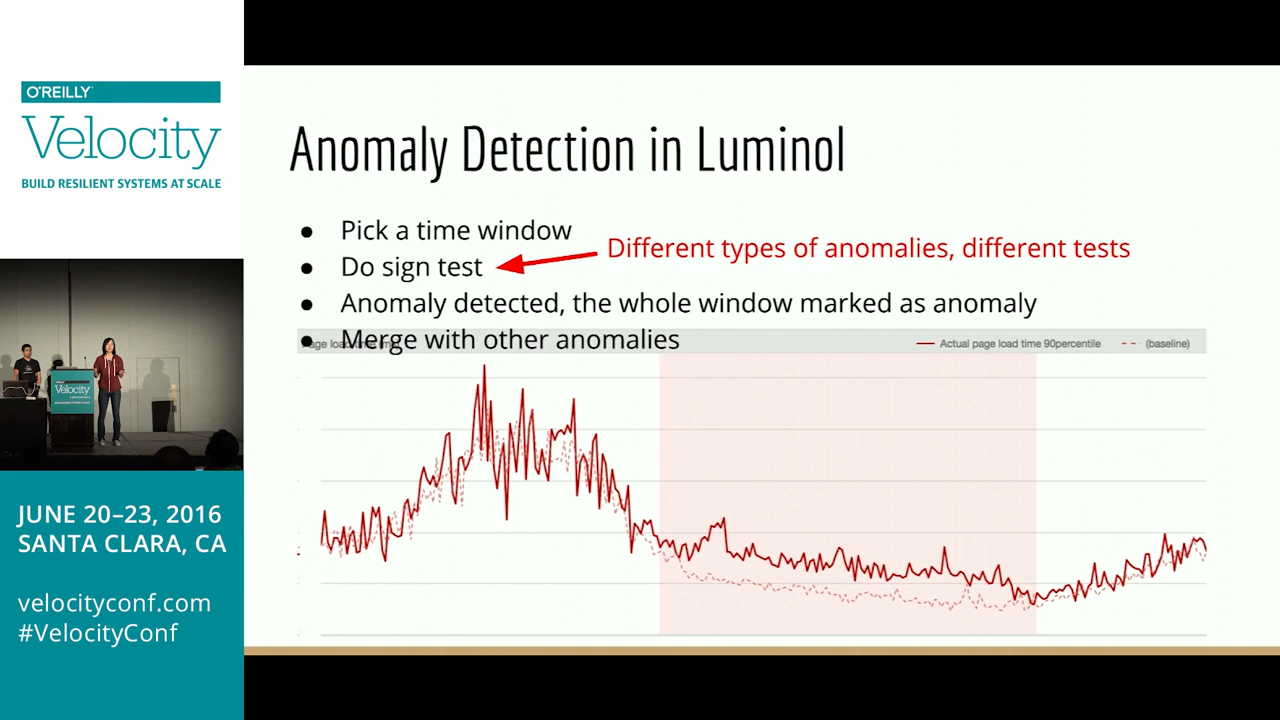 O'REILLY
Velocity
BUILD RESILIENT SYSTEMS AT SCALE
Anomaly Detection in Luminol
● Pick a time window
● Do sign test
Different types of anomalies, different tests
● Anomaly detected, the whole window marked as anomaly
● Merge with other anomalies
Actual page load time 90percentile
(baseline)
Velocity
JUNE 20–23, 2016
SANTA CLARA, CA
velocityconf.com
#VelocityConf